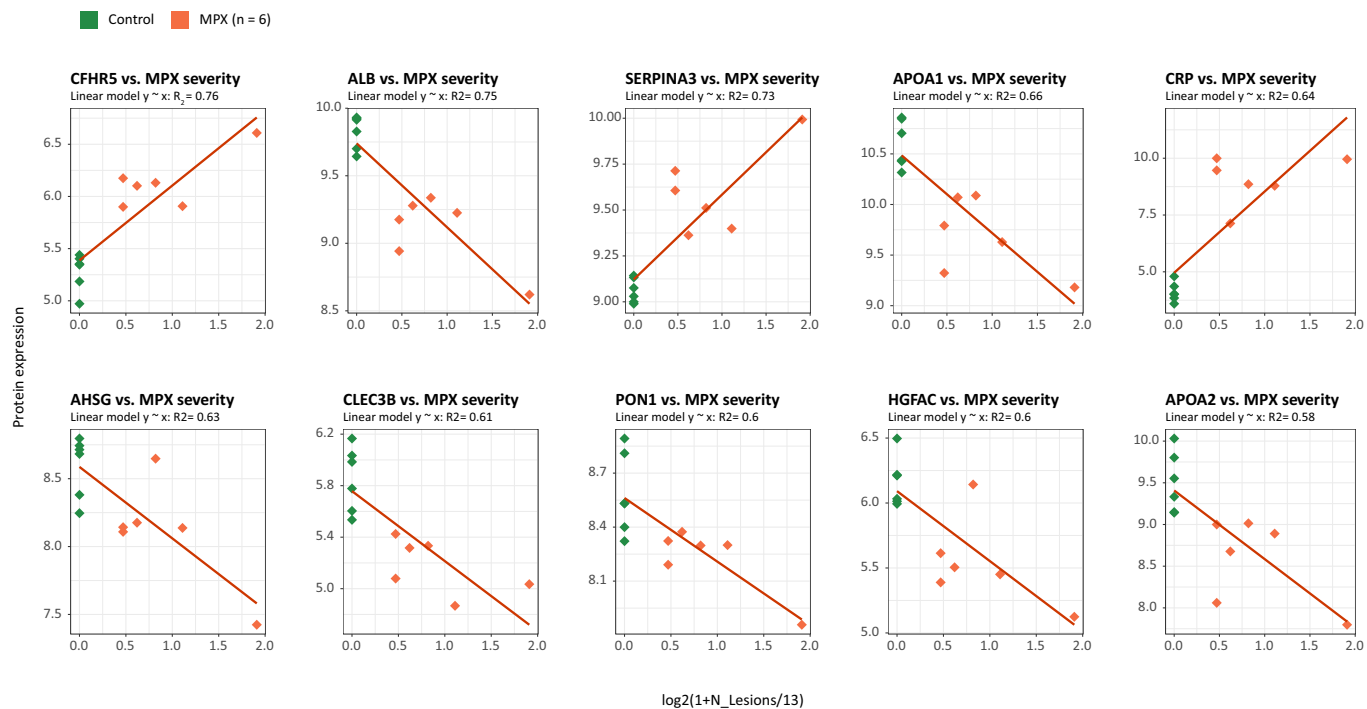 Control MPX (n = 6)
CFHR5 vs. MPX severity
Linear model y ~ x: R2= 0.76
6.5
6.0
5.5
5.0
0.0 0.5 1.0 1.5 2.0
ALB vs. MPX severity
Linear model y ~ x: R2= 0.75
10.0
9.5
9.0
8.5
0.0 0.5 1.0 1.5 2.0
SERPINA3 vs. MPX severity
Linear model y ~ x: R2= 0.73
10.00
9.75
9.50
9.25
9.00
0.0 0.5 1.0 1.5 2.0
APOA1 vs. MPX severity
Linear model y ~ x: R2= 0.66
10.5
10.0
9.5
9.0
0.0 0.5 1.0 1.5 2.0
CRP vs. MPX severity
Linear model y ~ x: R2= 0.64
10.0
7.5
5.0
0.0 0.5 1.0 1.5 2.0
Protein expression
AHSG vs. MPX severity
Linear model y ~ x: R2= 0.63
8.5
8.0
7.5
0.0 0.5 1.0 1.5 2.0
CLEC3B vs. MPX severity
Linear model y ~ x: R2= 0.61
6.2
5.8
5.4
5.0
0.0 0.5 1.0 1.5 2.0
PON1 vs. MPX severity
Linear model y ~ x: R2= 0.6
8.7
8.4
8.1
0.0 0.5 1.0 1.5 2.0
HGFAC vs. MPX severity
Linear model y ~ x: R2= 0.6
6.5
6.0
5.5
5.0
0.0 0.5 1.0 1.5 2.0
APOA2 vs. MPX severity
Linear model y ~ x: R2= 0.58
10.0
9.5
9.0
8.0
0.0 0.5 1.0 1.5 2.0
log2(1+N_Lesions/13)